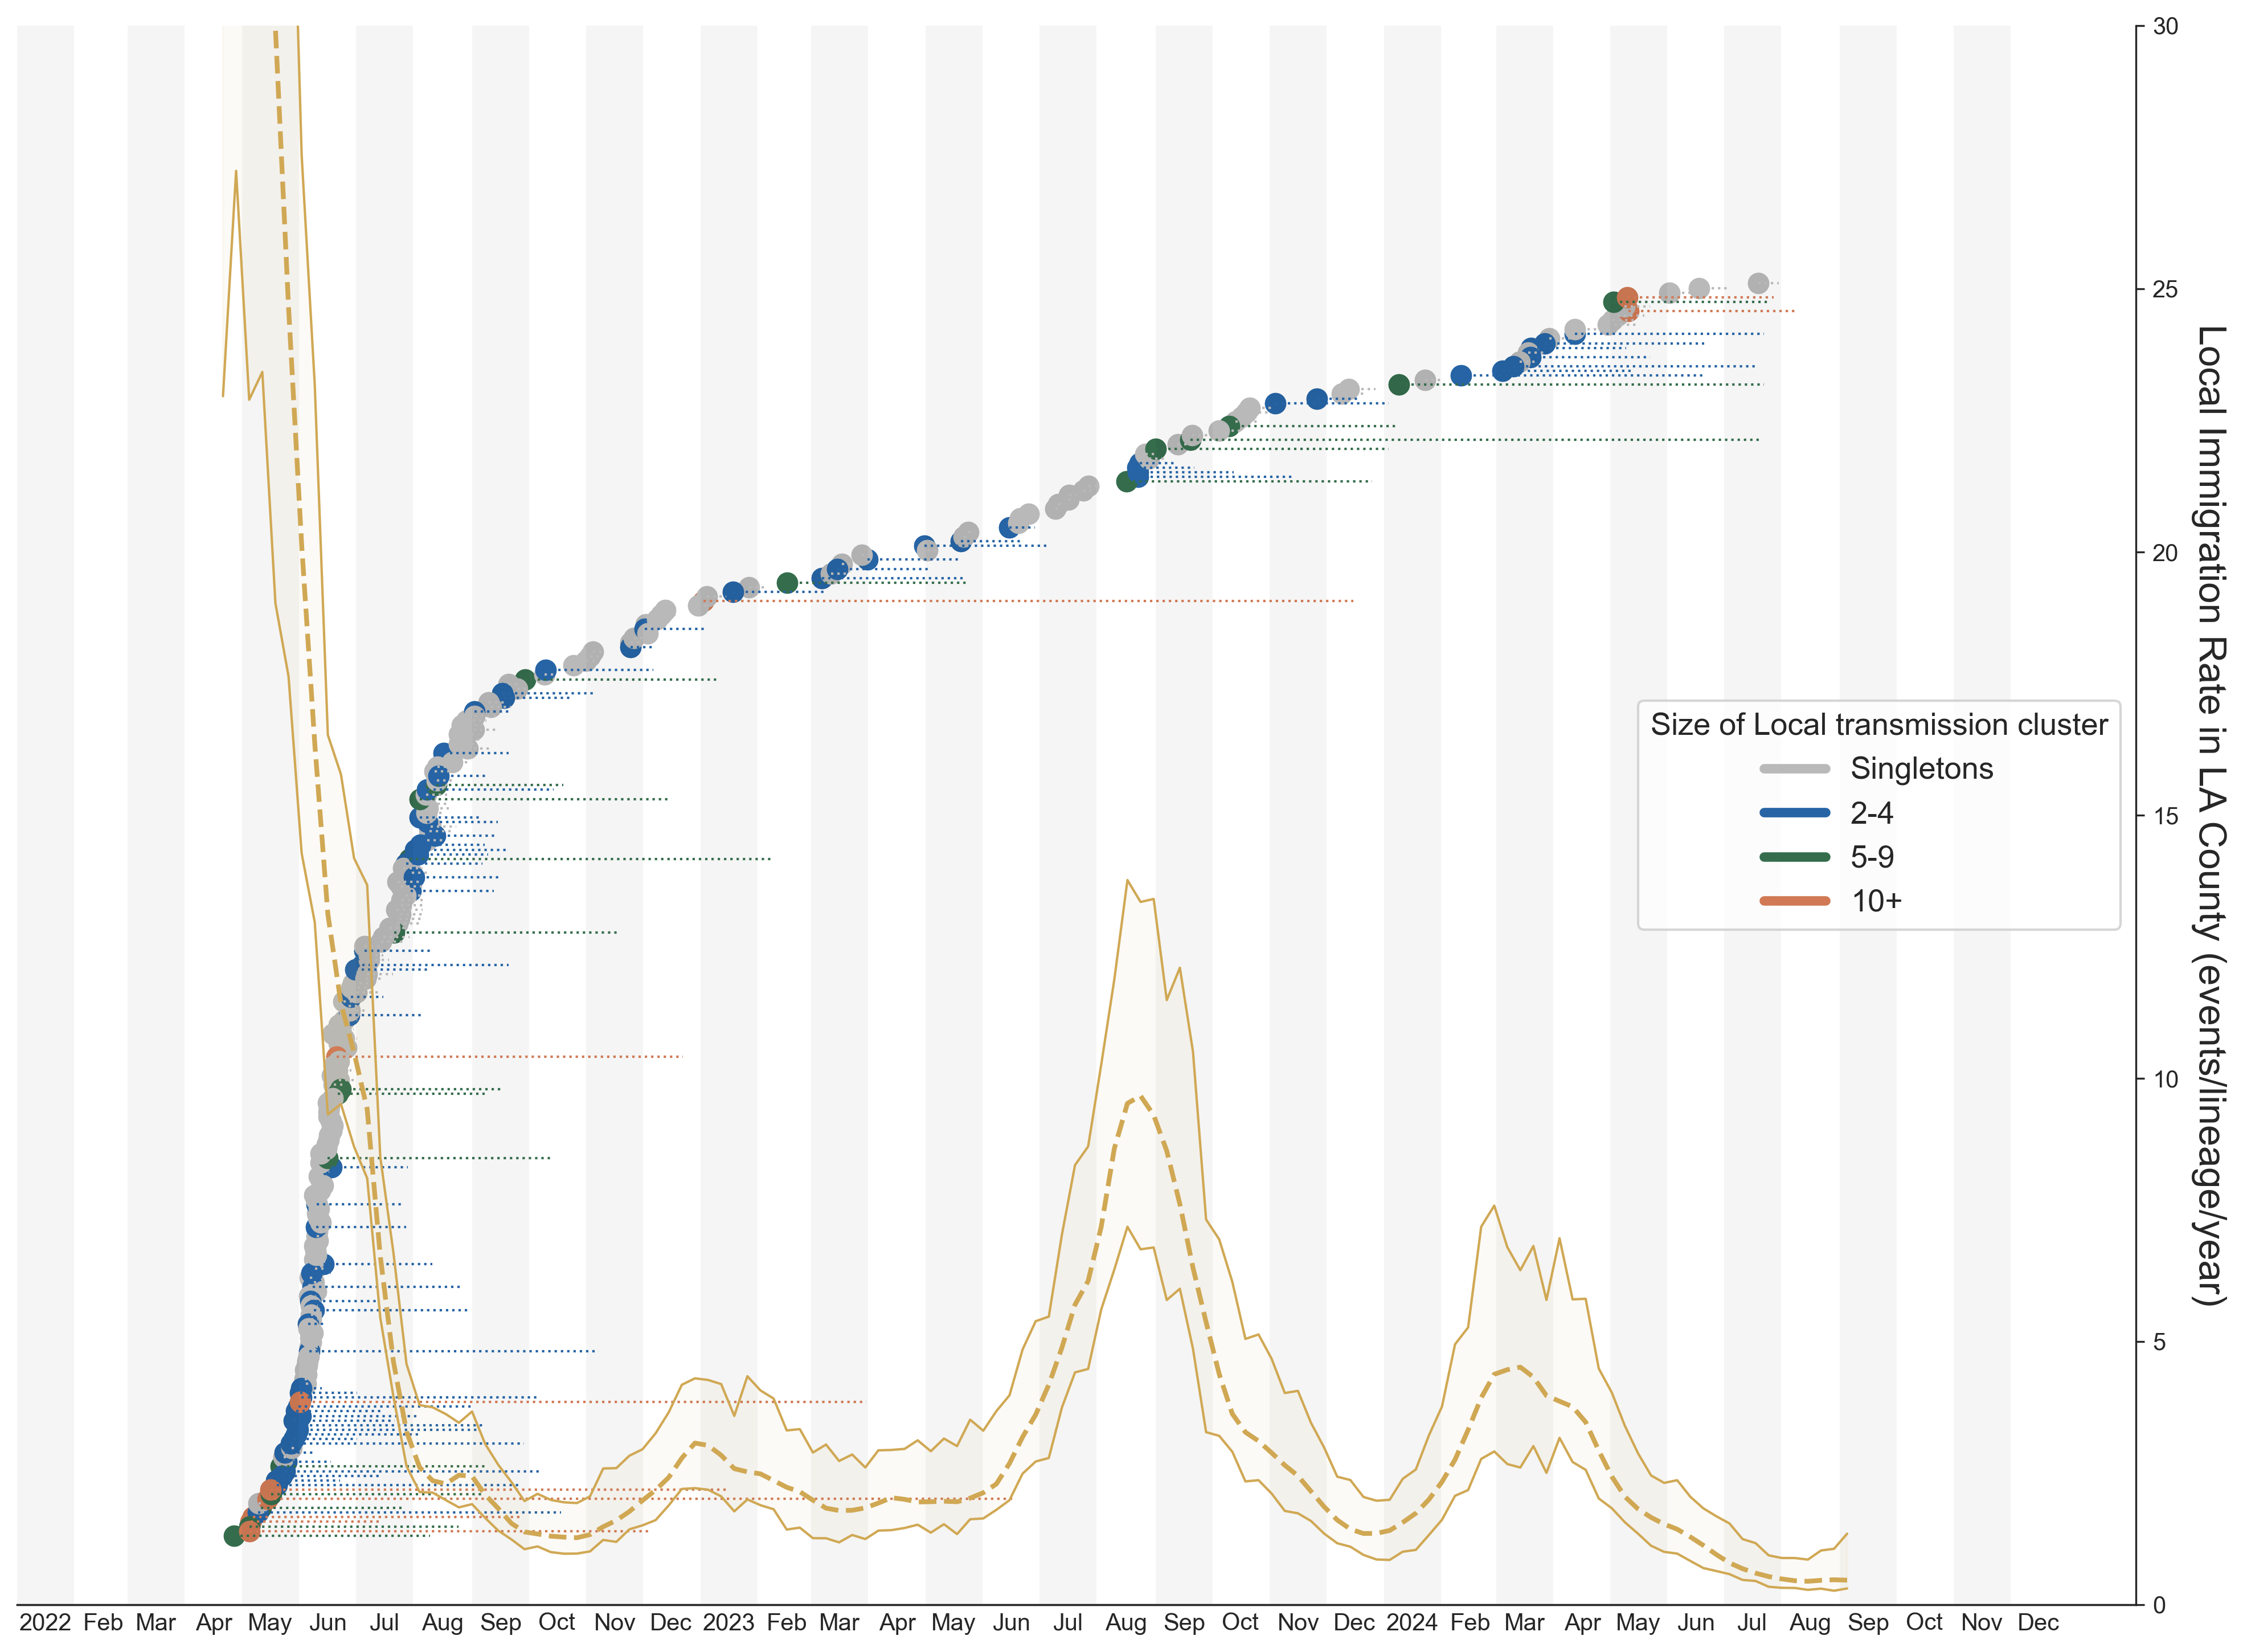 30
25
20
15
10
5
0
Local Immigration Rate in LA County (events/lineage/year)
Size of Local transmission cluster
Singletons
2-4
5-9
10+
2022 Feb Mar Apr May Jun Jul Aug Sep Oct Nov Dec 2023 Feb Mar Apr May Jun Jul Aug Sep Oct Nov Dec 2024 Feb Mar Apr May Jun Jul Aug Sep Oct Nov Dec